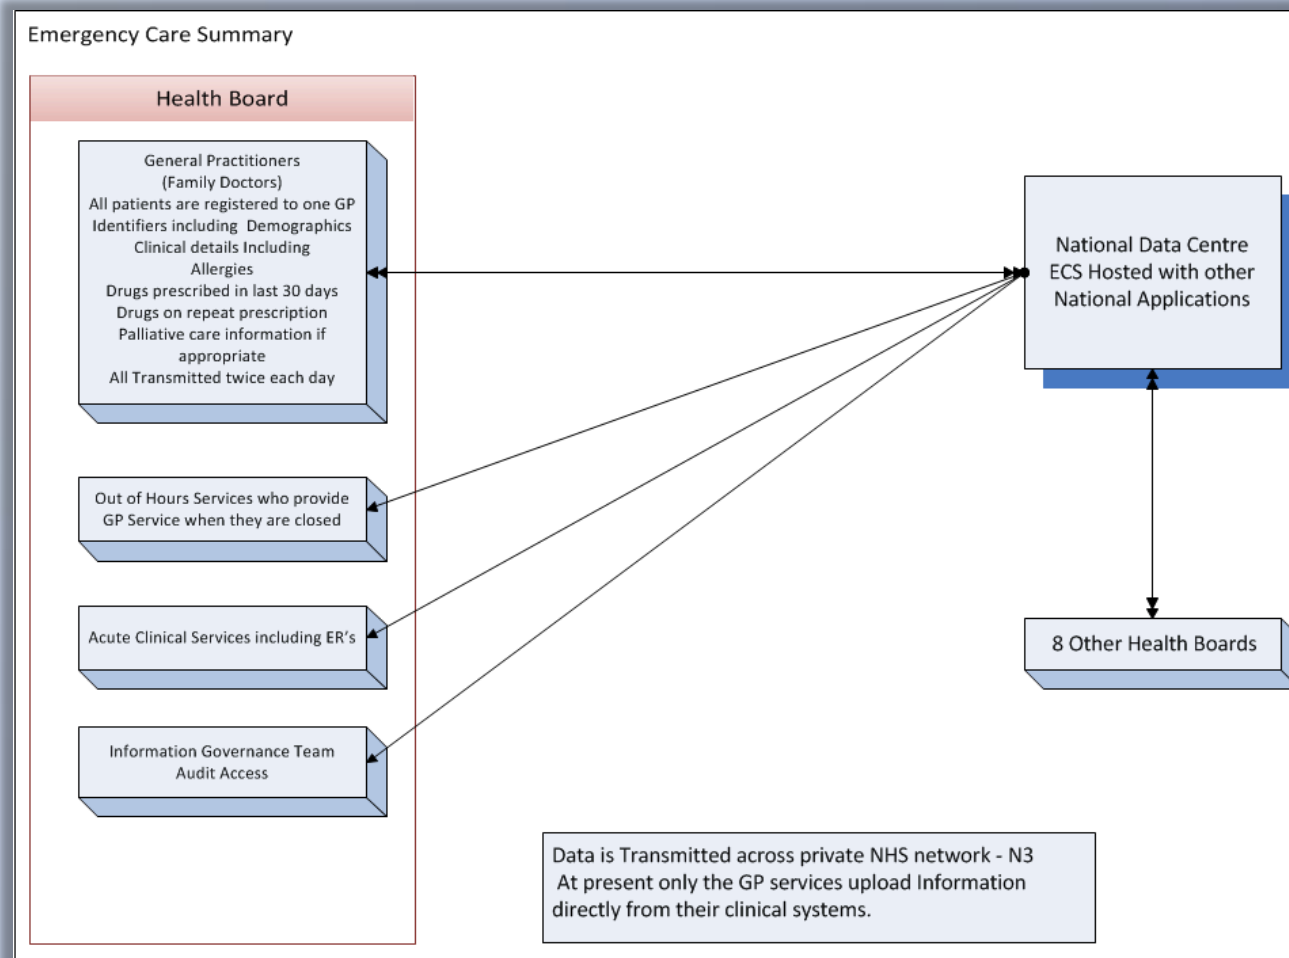 Emergency Care Summary
Health Board
General Practitioners
(Family Doctors)
All patients are registered to one GP
Identifiers including Demographics
Clinical details Including
Allergies
Drugs prescribed in last 30 days
Drugs on repeat prescription
Palliative care information if
appropriate
All Transmitted twice each day
Out of Hours Services who provide
GP Service when they are closed
Acute Clinical Services including ER's
Information Governance Team
Audit Access
National Data Centre
ECS Hosted with other
National Applications
8 Other Health Boards
Data is Transmitted across private NHS network - N3
At present only the GP services upload Information
directly from their clinical systems.